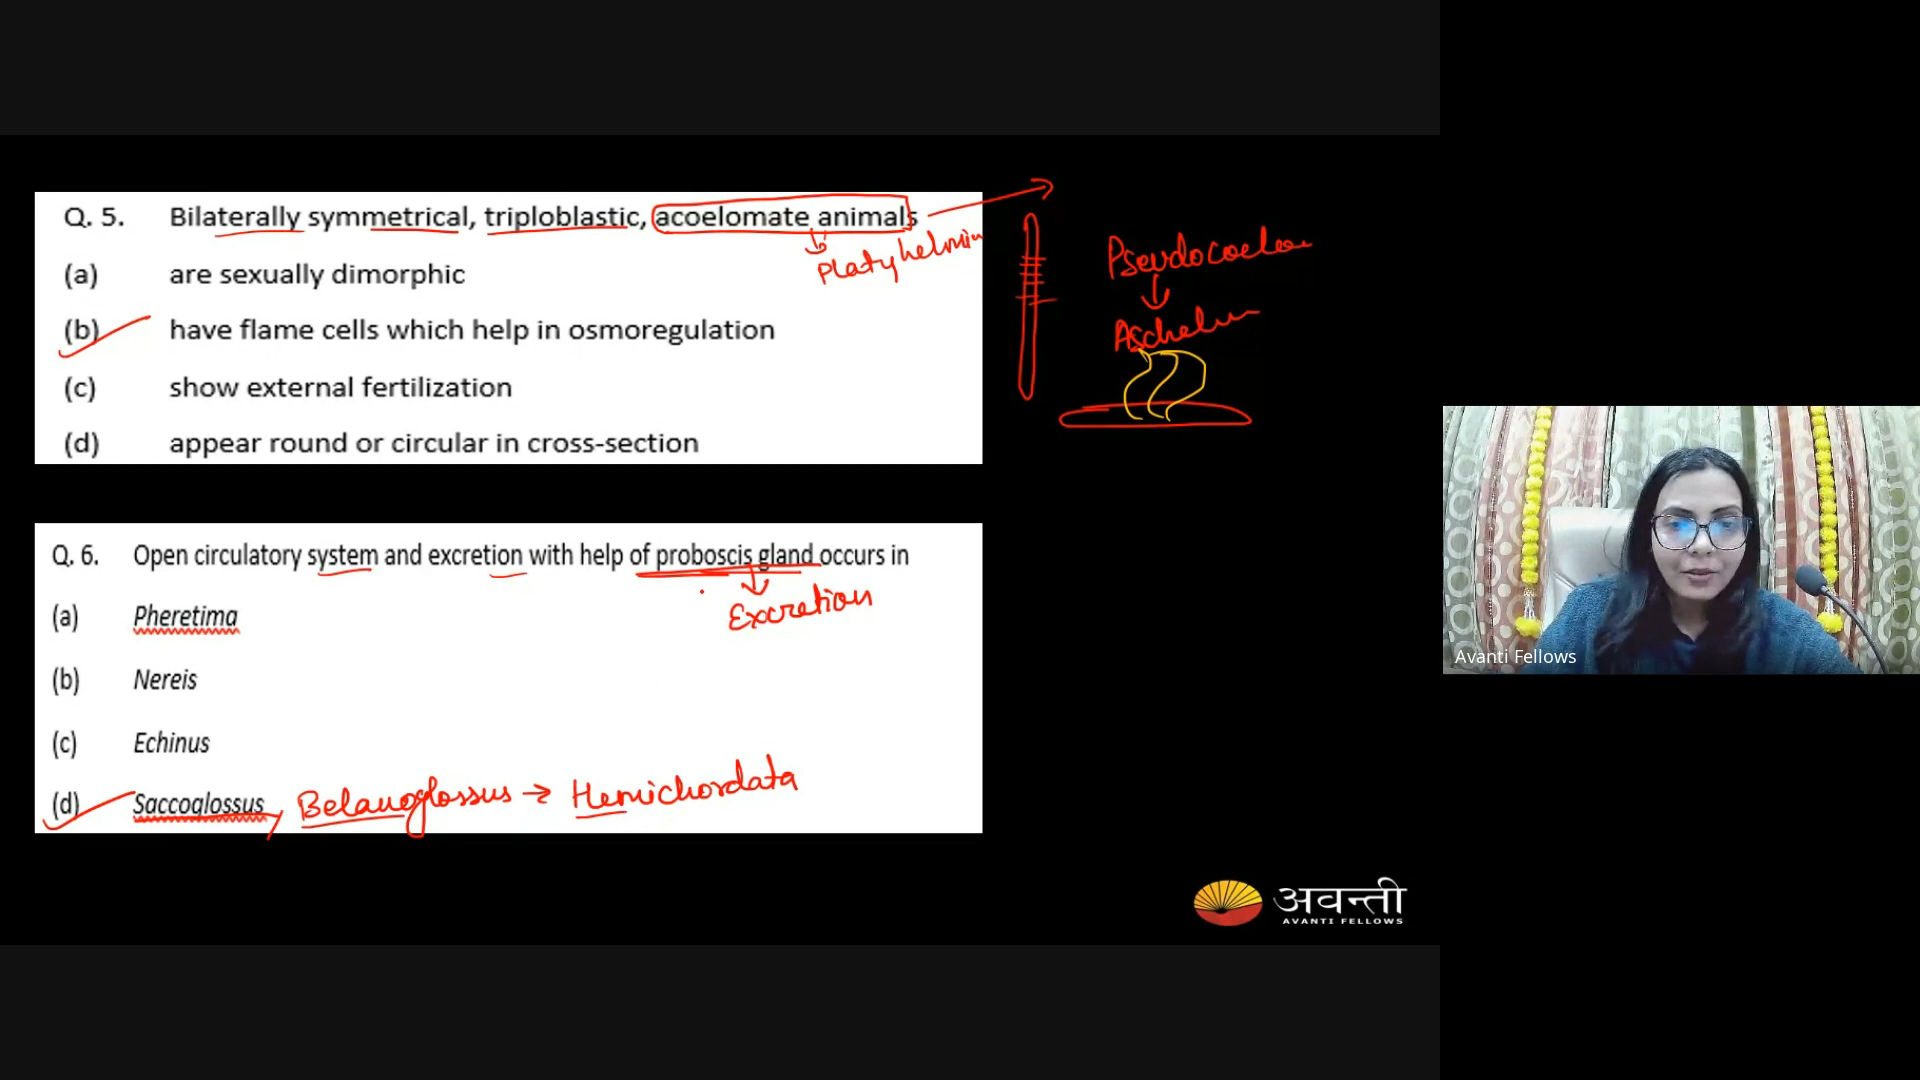 Q. 5. Bilaterally symmetrical, triploblastic, acoelomate animals
Platyhelmin
(a) are sexually dimorphic
(b) have flame cells which help in osmoregulation
(c) show external fertilization
(d) appear round or circular in cross-section
Pseudocoelom
Aschelm
Q. 6. Open circulatory system and excretion with help of proboscis gland occurs in
Excretion
(a) Pheretima
(b) Nereis
(c) Echinus
(d) Saccoglossus, Belanoglossus → Hemichordata
अवन्ती
AVANTI FELLOWS
Avanti Fellows